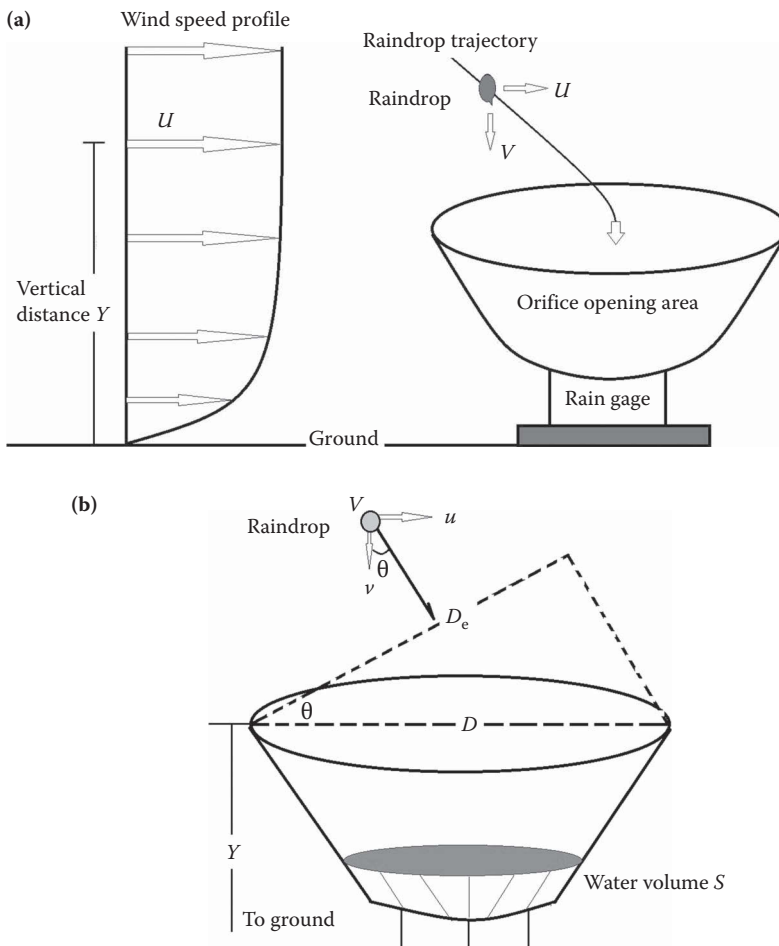 (a)
Wind speed profile
Raindrop trajectory
Raindrop
U
V
U
Vertical
distance Y
Orifice opening area
Rain gage
Ground
(b)
V
u
Raindrop
θ
v
D_e
θ
D
Y
Water volume S
To ground